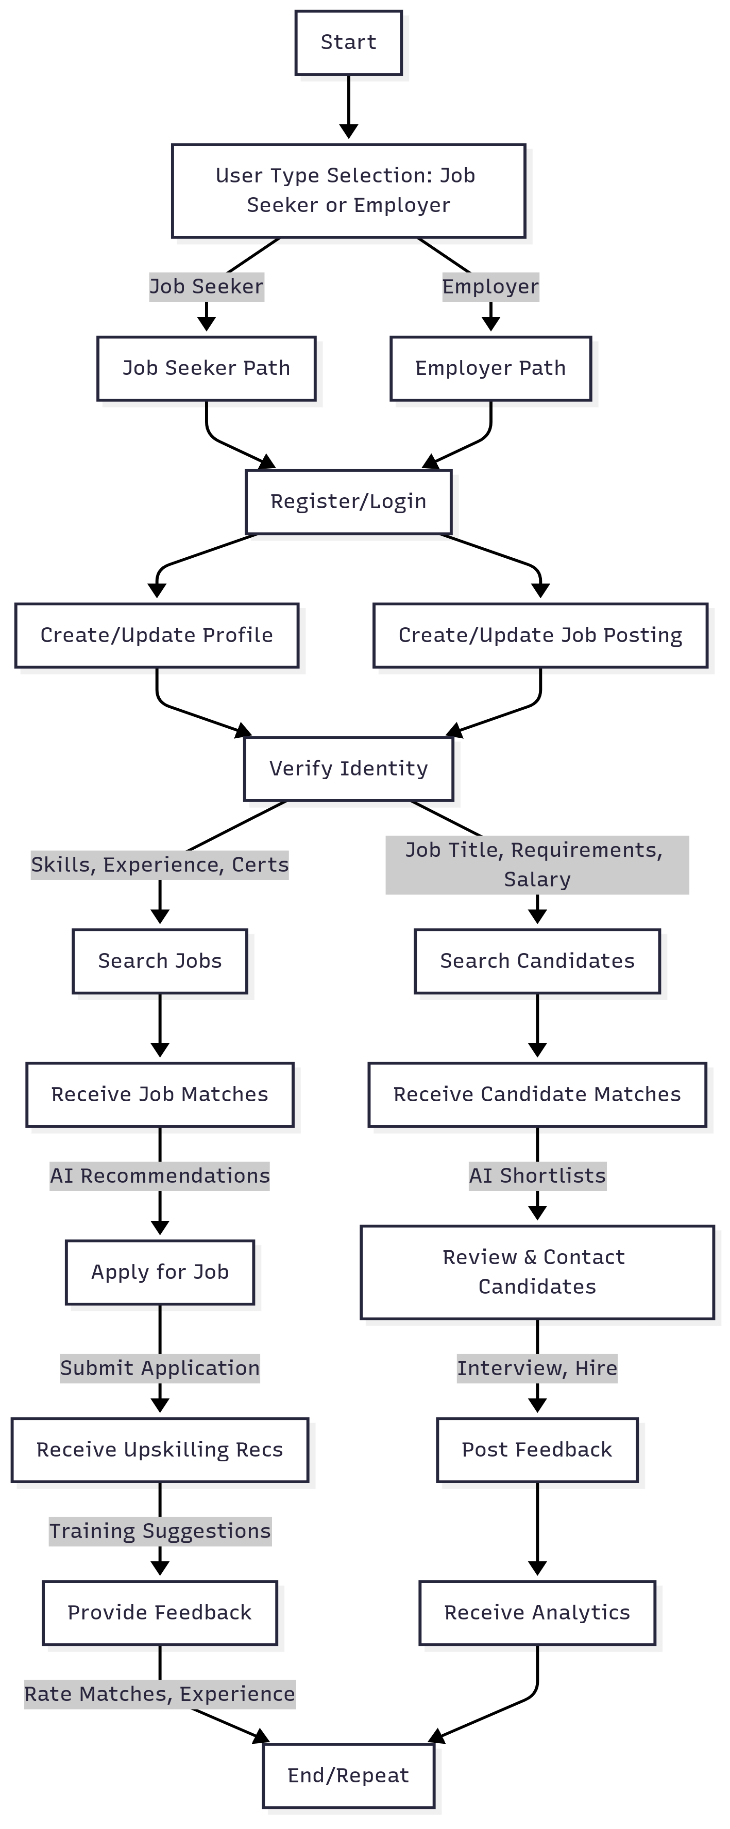 Start
User Type Selection: Job
Seeker or Employer
Job Seeker
Employer
Job Seeker Path
Employer Path
Register/Login
Create/Update Profile
Create/Update Job Posting
Verify Identity
Skills, Experience, Certs
Job Title, Requirements,
Salary
Search Jobs
Search Candidates
Receive Job Matches
Receive Candidate Matches
AI Recommendations
AI Shortlists
Apply for Job
Review & Contact
Candidates
Submit Application
Interview, Hire
Receive Upskilling Recs
Post Feedback
Training Suggestions
Provide Feedback
Receive Analytics
Rate Matches, Experience
End/Repeat